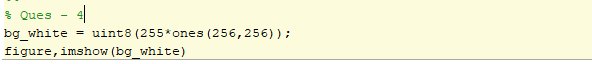 % Ques - 4
bg_white = uint8(255*ones(256,256));
figure,imshow(bg_white)